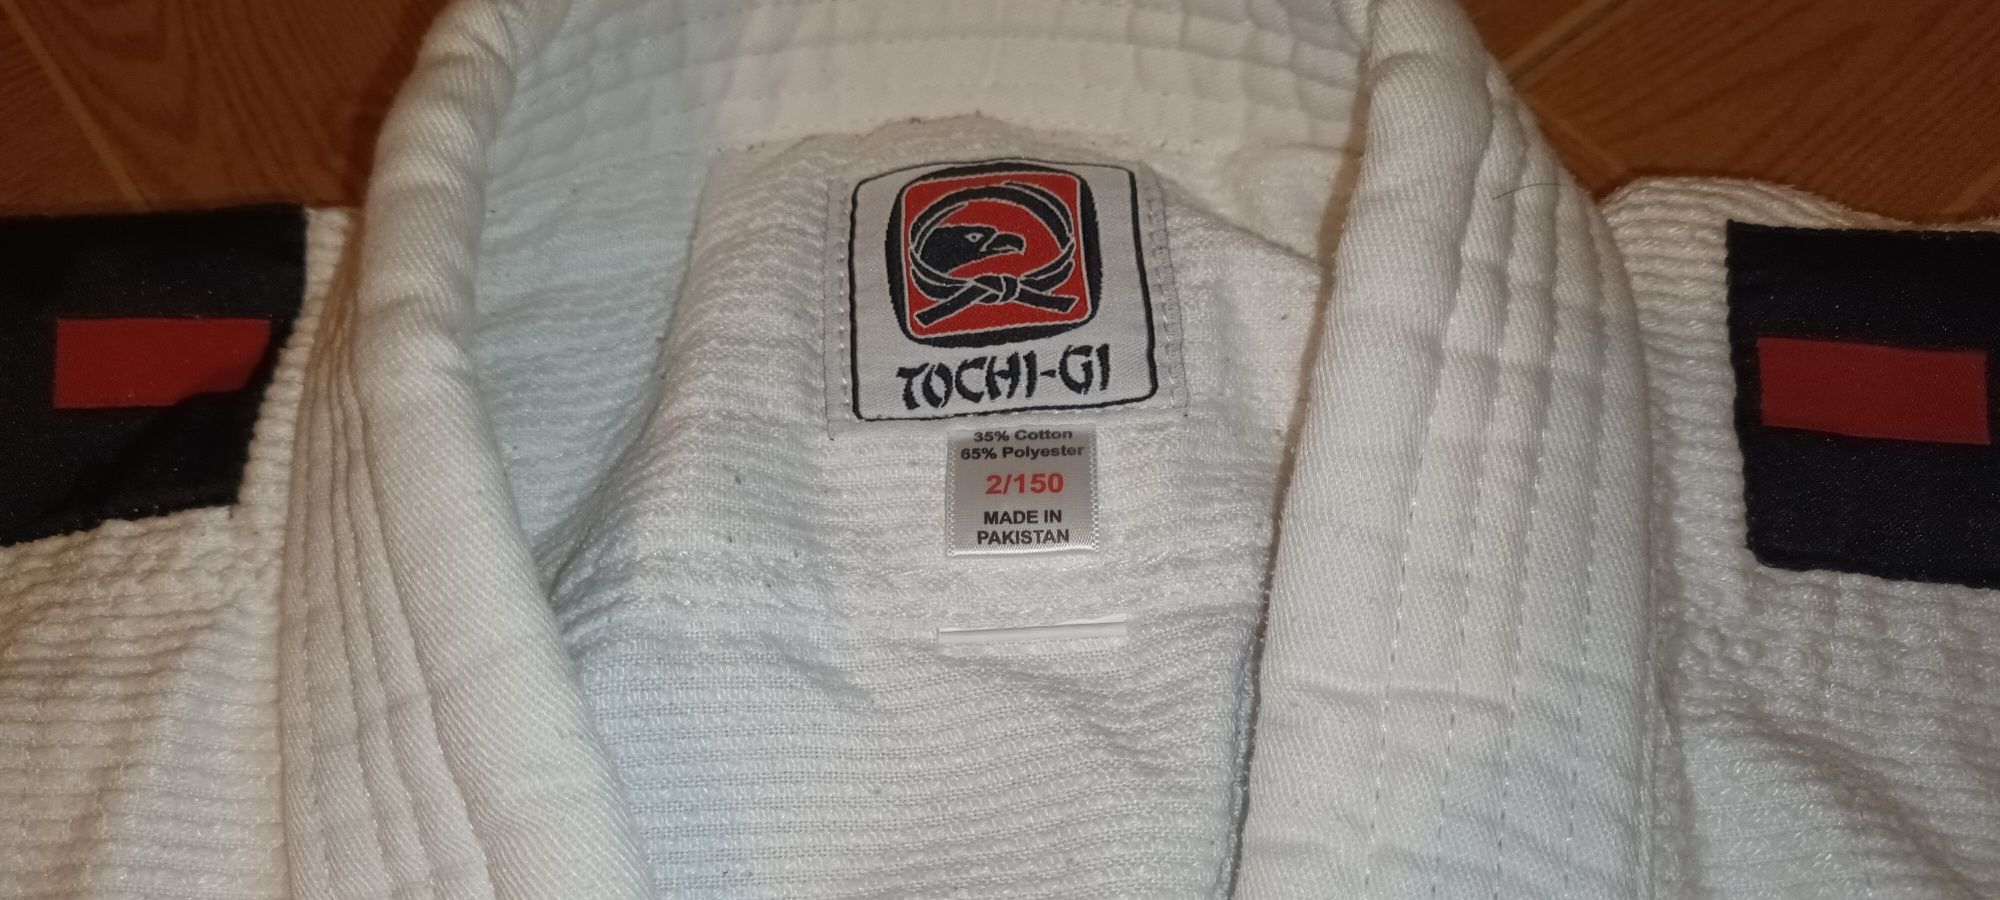 TOCHI-GI
35% Cotton
65% Polyester
2/150
MADE IN
PAKISTAN